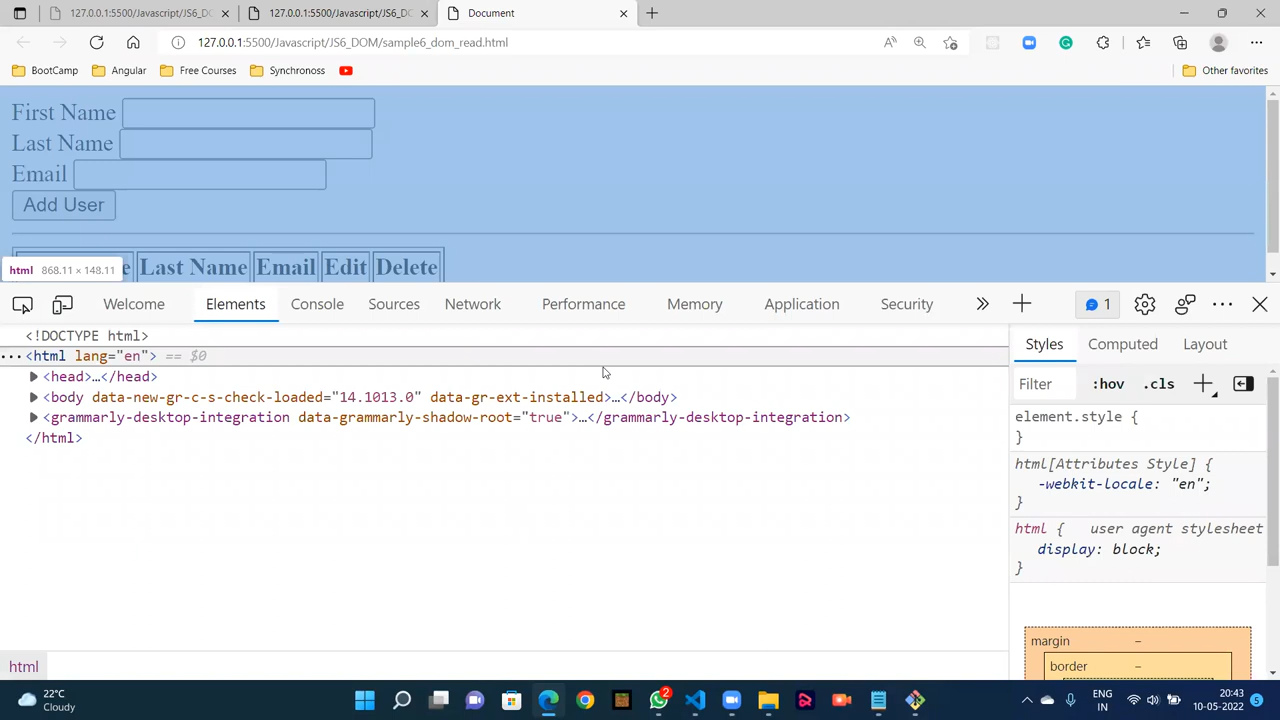 127.0.0.1:5500/Javascript/JS6_DO
127.0.0.1:5500/Javascript/JS6_DC
Document
127.0.0.1:5500/Javascript/JS6_DOM/sample6_dom_read.html
BootCamp Angular Free Courses Synchronoss Other favorites
First Name
Last Name
Email
Add User
Last Name Email Edit Delete
html 868.11 × 148.11
Welcome Elements Console Sources Network Performance Memory Application Security 1
<!DOCTYPE html>
<html lang="en"> == $0
<head>…</head>
<body data-new-gr-c-s-check-loaded="14.1013.0" data-gr-ext-installed>…</body>
<grammarly-desktop-integration data-grammarly-shadow-root="true">…</grammarly-desktop-integration>
</html>
html
Styles Computed Layout
Filter :hov .cls
element.style {
}
html[Attributes Style] {
-webkit-locale: "en";
}
html { user agent stylesheet
display: block;
}
margin –
border –
22°C
Cloudy
2
ENG
IN
20:43
10-05-2022
5